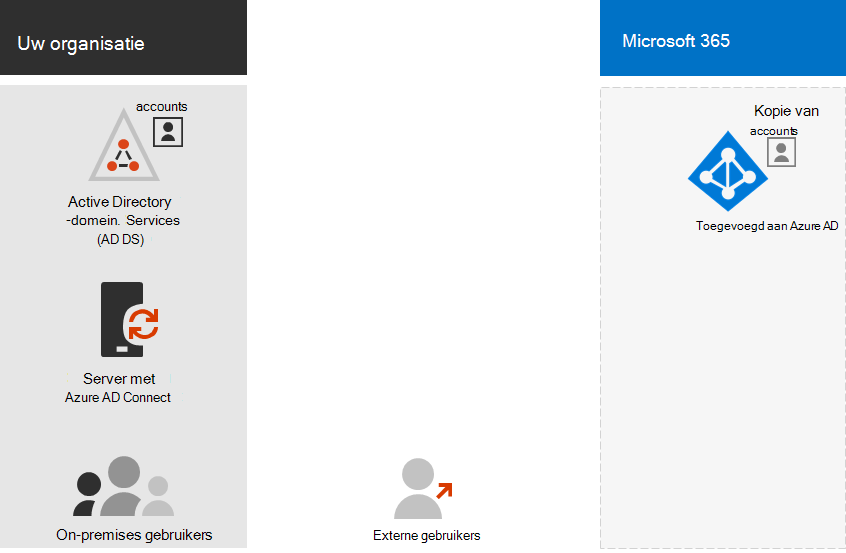 Uw organisatie
accounts
Active Directory
-domein. Services
(AD DS)
Server met
Azure AD Connect
On-premises gebruikers
Externe gebruikers
Microsoft 365
Kopie van
accounts
Toegevoegd aan Azure AD